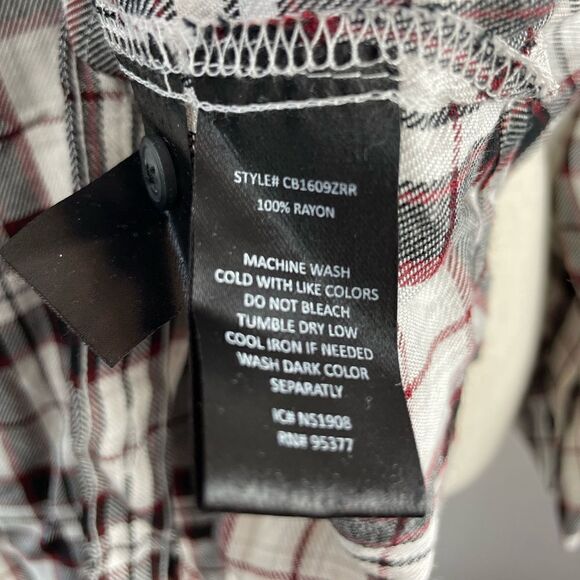 STYLE# CB1609ZRR
100% RAYON
MACHINE WASH
COLD WITH LIKE COLORS
DO NOT BLEACH
TUMBLE DRY LOW
COOL IRON IF NEEDED
WASH DARK COLOR
SEPARATLY
IC# NS1908
RN# 95377